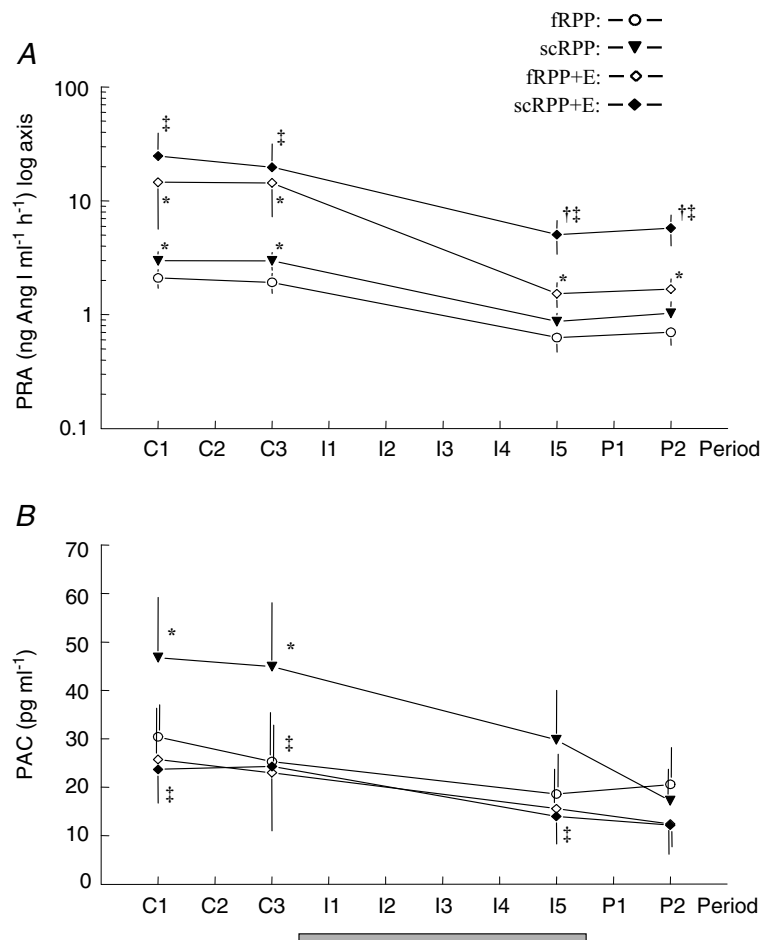 fRPP:
scRPP:
fRPP+E:
scRPP+E:
A
PRA (ng Ang I ml⁻¹ h⁻¹) log axis
100
10
1
0.1
‡
‡
†‡
†‡
*
*
*
*
*
*
C1 C2 C3 I1 I2 I3 I4 I5 P1 P2 Period
B
PAC (pg ml⁻¹)
70
60
50
40
30
20
10
0
*
*
‡
‡
‡
C1 C2 C3 I1 I2 I3 I4 I5 P1 P2 Period